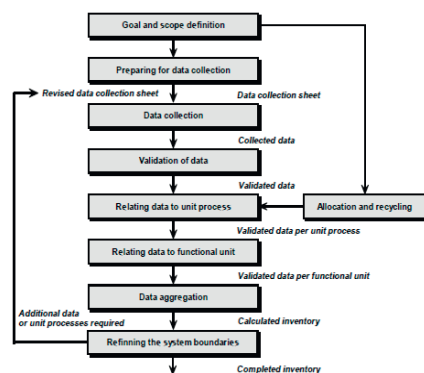 Goal and scope definition
Preparing for data collection
Revised data collection sheet
Data collection sheet
Data collection
Collected data
Validation of data
Validated data
Relating data to unit process
Allocation and recycling
Validated data per unit process
Relating data to functional unit
Validated data per functional unit
Data aggregation
Additional data
or unit processes required
Calculated inventory
Refinning the system boundaries
Completed inventory